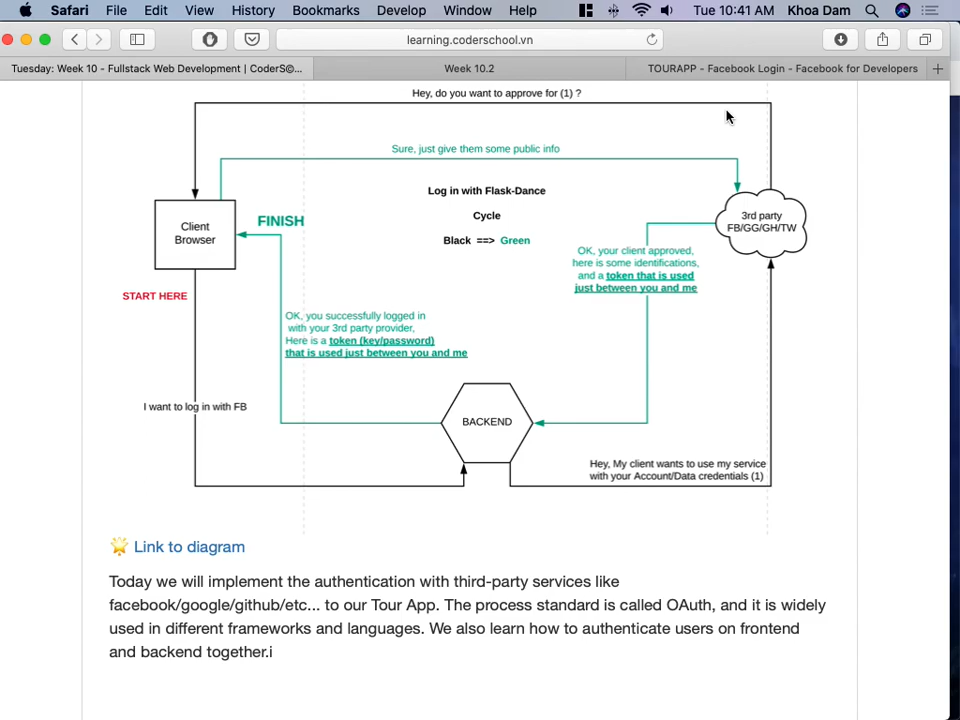 Safari File Edit View History Bookmarks Develop Window Help Tue 10:41 AM Khoa Dam
learning.coderschool.vn
Tuesday: Week 10 - Fullstack Web Development | CoderS©... Week 10.2 TOURAPP - Facebook Login - Facebook for Developers
Hey, do you want to approve for (1) ?
Sure, just give them some public info
Log in with Flask-Dance
Cycle
Black ==> Green
Client
Browser
FINISH
3rd party
FB/GG/GH/TW
OK, your client approved,
here is some identifications,
and a token that is used
just between you and me
START HERE
OK, you successfully logged in
with your 3rd party provider,
Here is a token (key/password)
that is used just between you and me
I want to log in with FB
BACKEND
Hey, My client wants to use my service
with your Account/Data credentials (1)
Link to diagram
Today we will implement the authentication with third-party services like
facebook/google/github/etc... to our Tour App. The process standard is called OAuth, and it is widely
used in different frameworks and languages. We also learn how to authenticate users on frontend
and backend together.i